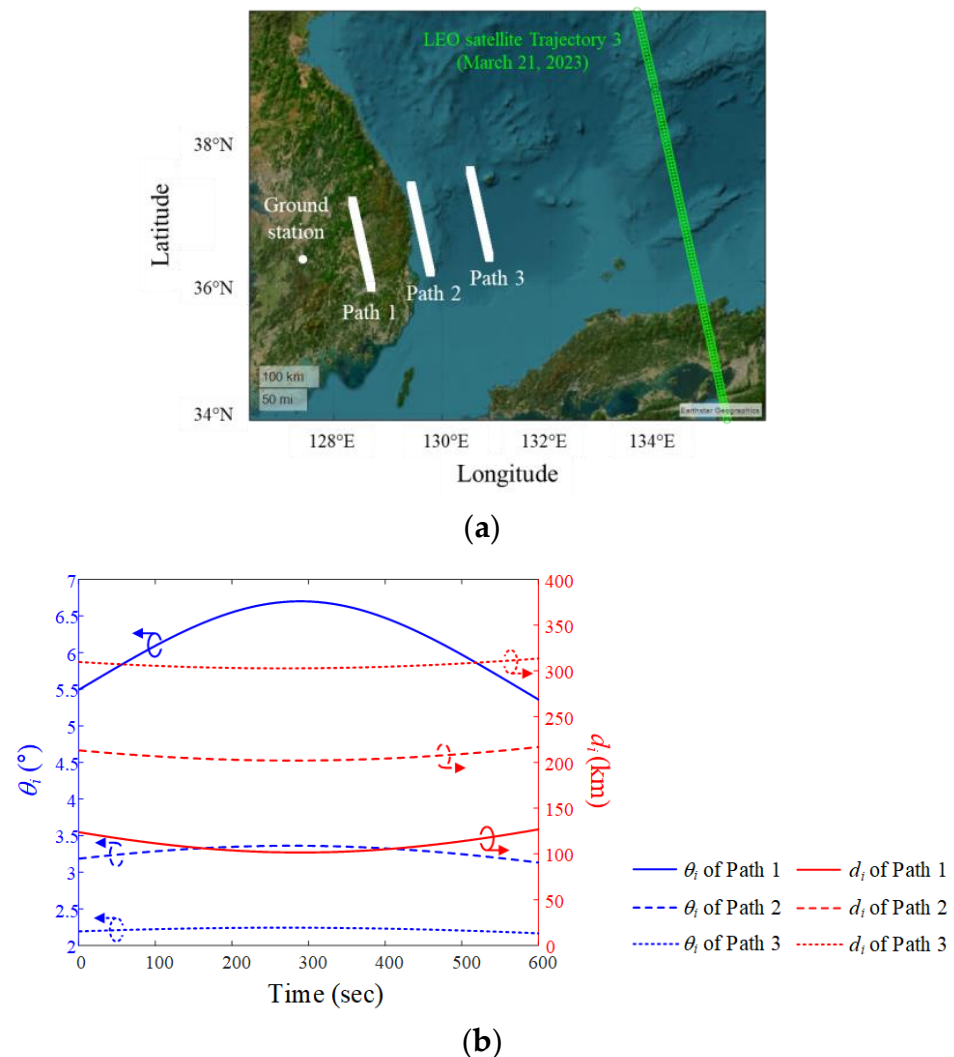 LEO satellite Trajectory 3
(March 21, 2023)
38°N
Ground
station
Latitude
36°N
Path 1
Path 2
Path 3
100 km
50 mi
Earthstar Geographics
34°N
128°E
130°E
132°E
134°E
Longitude
(a)
7
6.5
6
5.5
5
4.5
4
3.5
3
2.5
2
θi (°)
400
350
300
250
200
150
100
50
0
di (km)
0
100
200
300
400
500
600
Time (sec)
θi of Path 1
di of Path 1
θi of Path 2
di of Path 2
θi of Path 3
di of Path 3
(b)